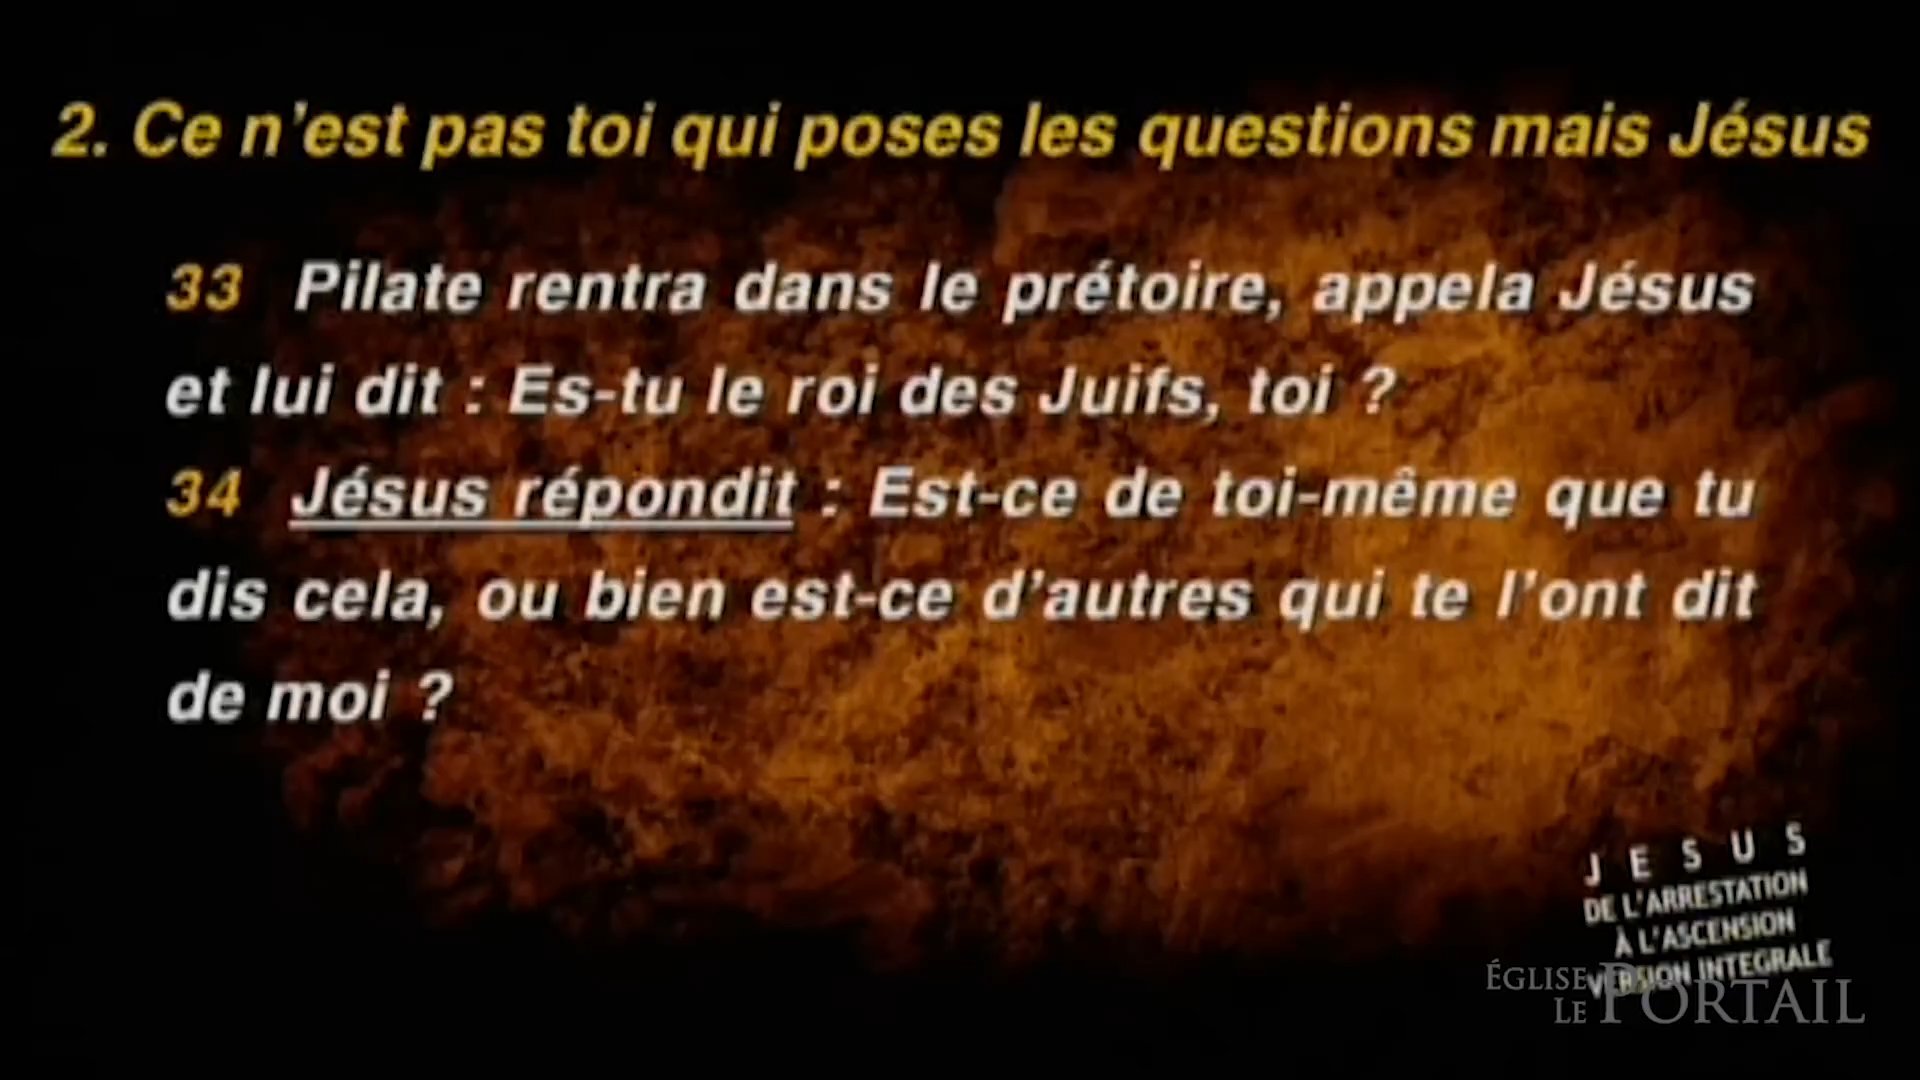 2. Ce n’est pas toi qui poses les questions mais Jésus
33 Pilate rentra dans le prétoire, appela Jésus
et lui dit : Es-tu le roi des Juifs, toi ?
34 Jésus répondit : Est-ce de toi-même que tu
dis cela, ou bien est-ce d’autres qui te l’ont dit
de moi ?
JESUS
DE L'ARRESTATION
À L'ASCENSION
VERSION INTEGRALE
ÉGLISE
LE PORTAIL